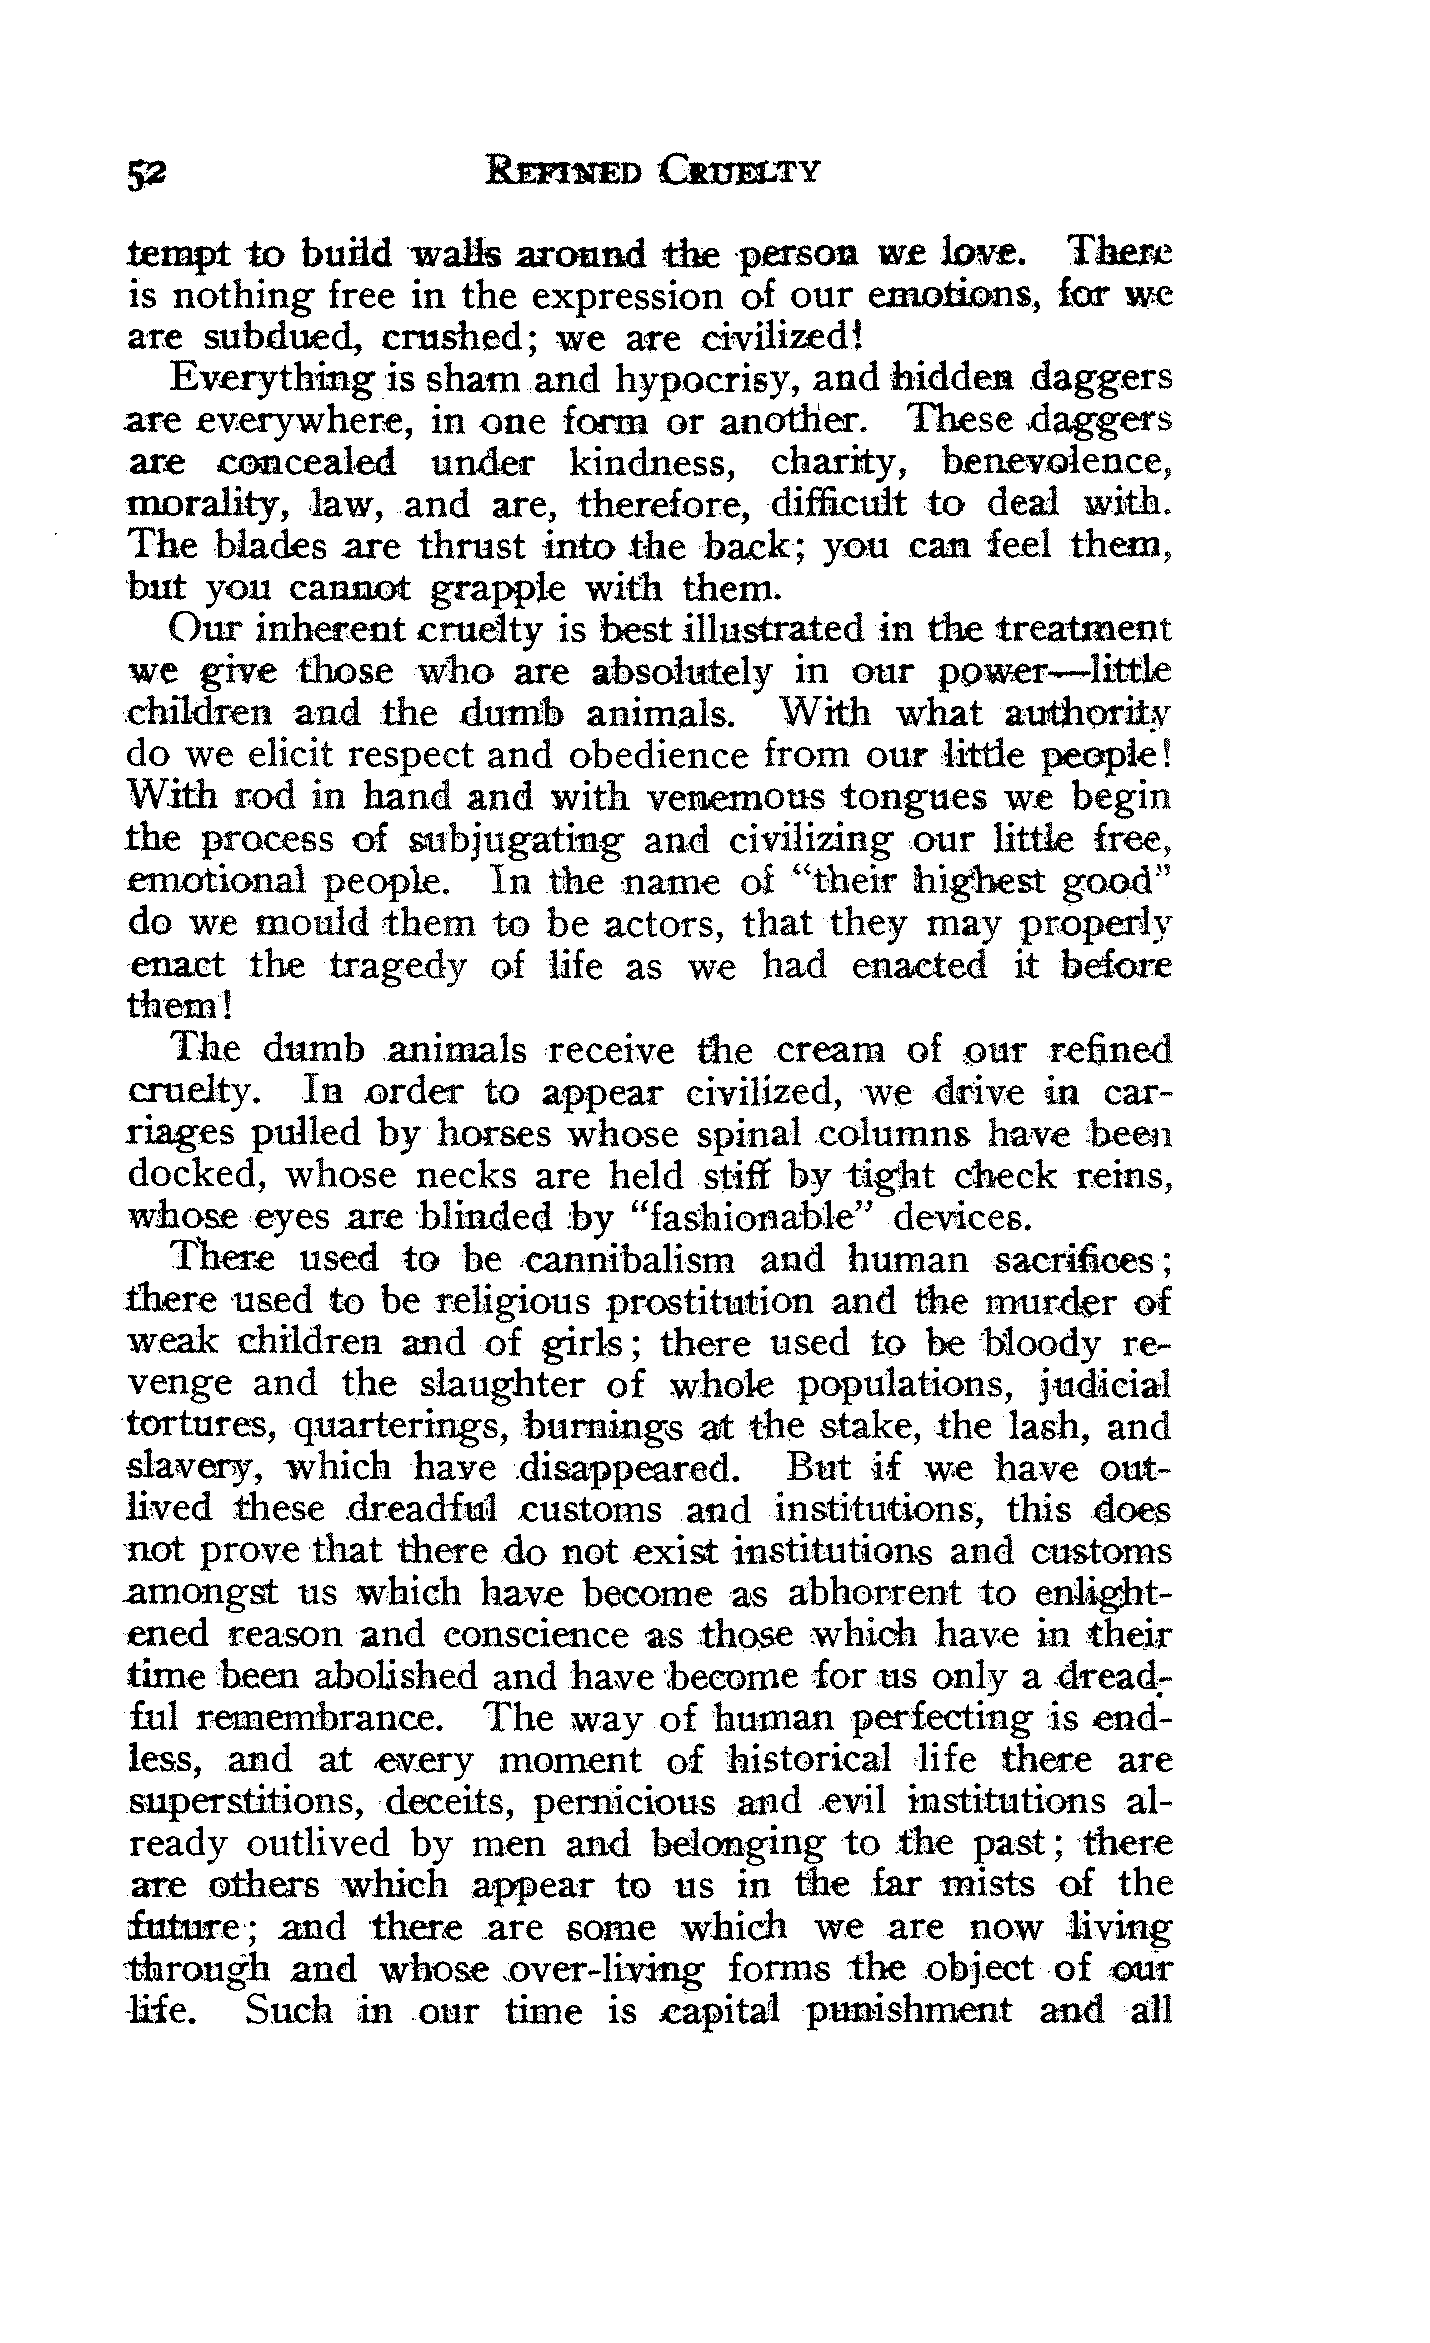 52 REFINED CRUELTY
tempt to build walls around the person we love. There
is nothing free in the expression of our emotions, for we
are subdued, crushed; we are civilized!
Everything is sham and hypocrisy, and hidden daggers
are everywhere, in one form or another. These daggers
are concealed under kindness, charity, benevolence,
morality, law, and are, therefore, difficult to deal with.
The blades are thrust into the back; you can feel them,
but you cannot grapple with them.
Our inherent cruelty is best illustrated in the treatment
we give those who are absolutely in our power—little
children and the dumb animals. With what authority
do we elicit respect and obedience from our little people!
With rod in hand and with venemous tongues we begin
the process of subjugating and civilizing our little free,
emotional people. In the name of "their highest good"
do we mould them to be actors, that they may properly
enact the tragedy of life as we had enacted it before
them!
The dumb animals receive the cream of our refined
cruelty. In order to appear civilized, we drive in car-
riages pulled by horses whose spinal columns have been
docked, whose necks are held stiff by tight check reins,
whose eyes are blinded by "fashionable" devices.
There used to be cannibalism and human sacrifices;
there used to be religious prostitution and the murder of
weak children and of girls; there used to be bloody re-
venge and the slaughter of whole populations, judicial
tortures, quarterings, burnings at the stake, the lash, and
slavery, which have disappeared. But if we have out-
lived these dreadful customs and institutions, this does
not prove that there do not exist institutions and customs
amongst us which have become as abhorrent to enlight-
ened reason and conscience as those which have in their
time been abolished and have become for us only a dread-
ful remembrance. The way of human perfecting is end-
less, and at every moment of historical life there are
superstitions, deceits, pernicious and evil institutions al-
ready outlived by men and belonging to the past; there
are others which appear to us in the far mists of the
future; and there are some which we are now living
through and whose over-living forms the object of our
life. Such in our time is capital punishment and all